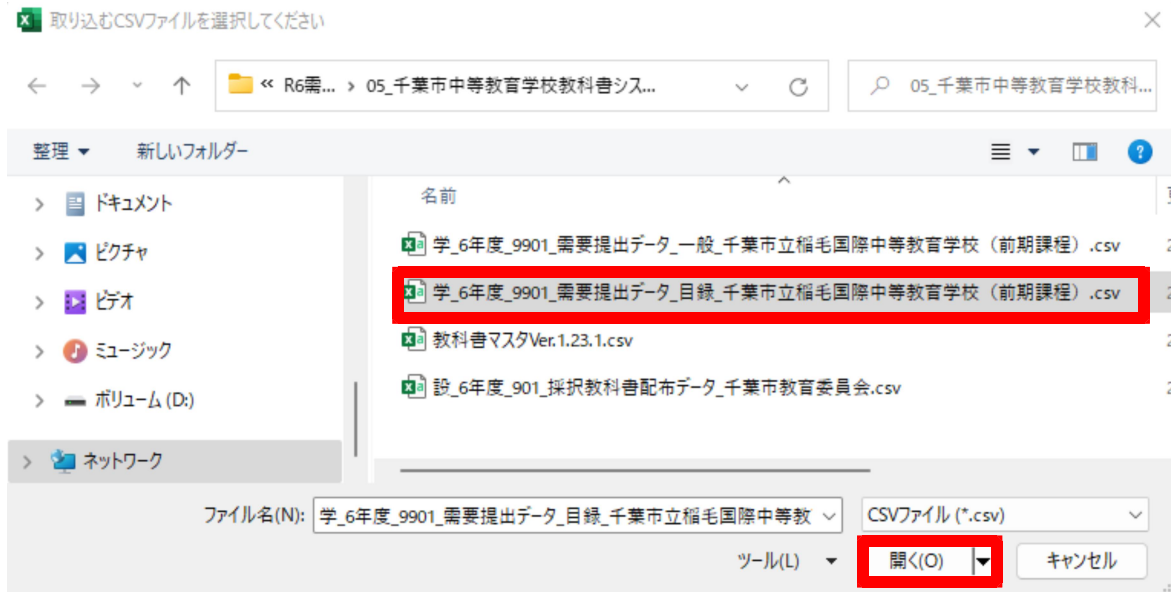 取り込むCSVファイルを選択してください
« R6需... › 05_千葉市中等教育学校教科書シス...
05_千葉市中等教育学校教科...
整理 新しいフォルダー
ドキュメント
ピクチャ
ビデオ
ミュージック
ボリューム (D:)
ネットワーク
名前
学_6年度_9901_需要提出データ_一般_千葉市立稲毛国際中等教育学校（前期課程）.csv
学_6年度_9901_需要提出データ_目録_千葉市立稲毛国際中等教育学校（前期課程）.csv
教科書マスタVer.1.23.1.csv
設_6年度_901_採択教科書配布データ_千葉市教育委員会.csv
ファイル名(N): 学_6年度_9901_需要提出データ_目録_千葉市立稲毛国際中等教 CSVファイル (*.csv)
ツール(L) 開く(O) キャンセル